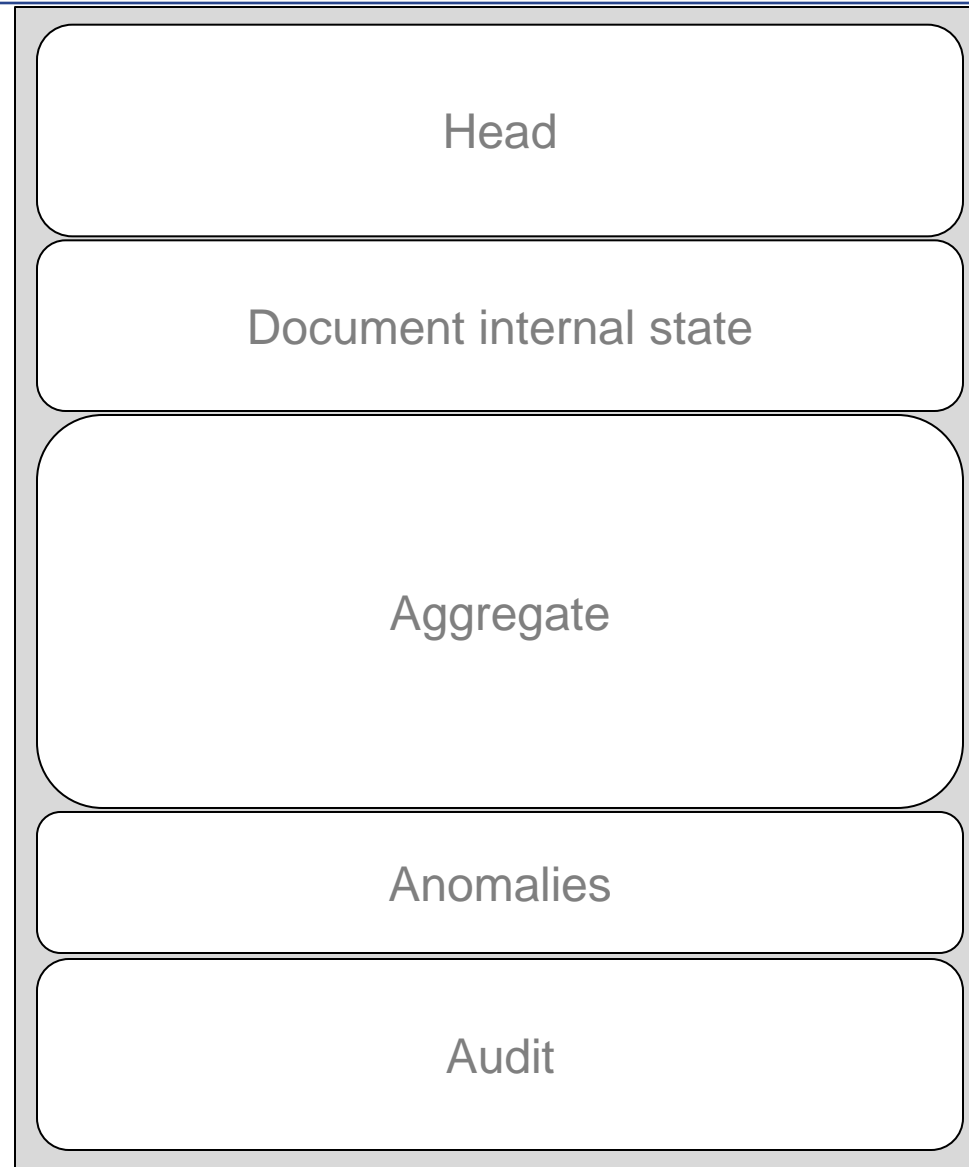 Head
Document internal state
Aggregate
Anomalies
Audit